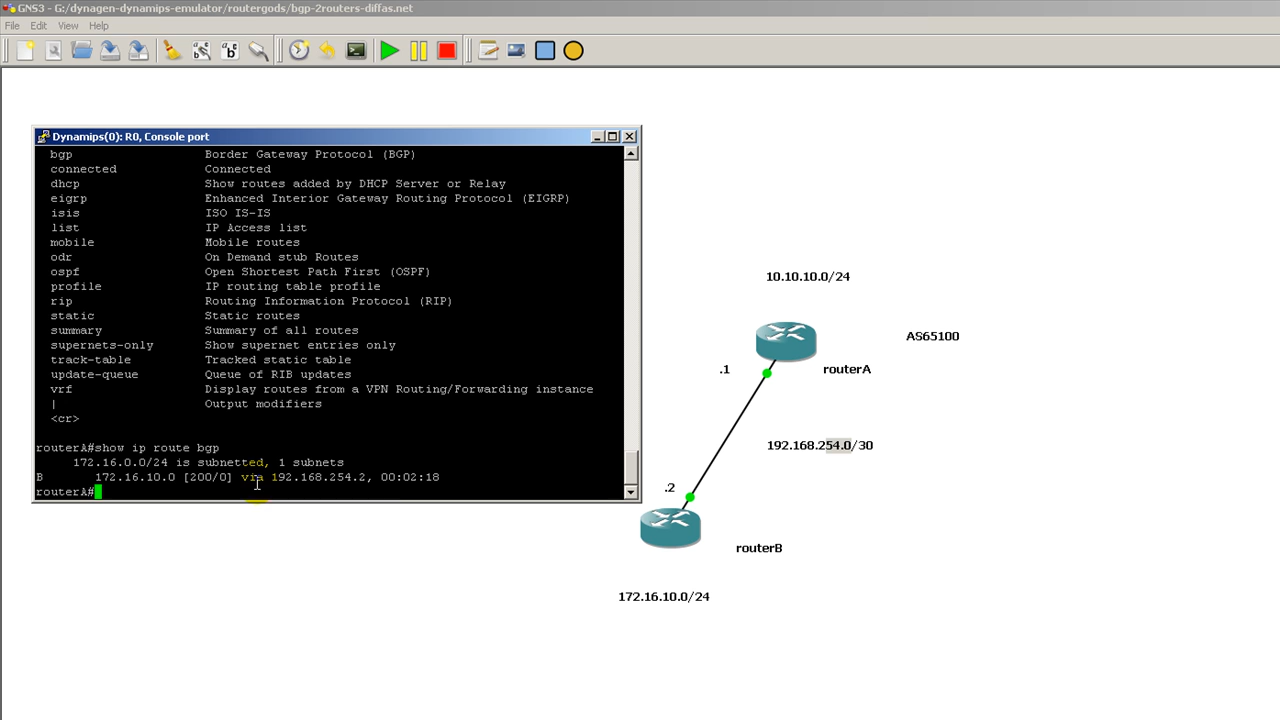 GNS3 - G:/dynagen-dynamips-emulator/routergods/bgp-2routers-diffas.net
File Edit View Help
Dynamips(0): R0, Console port
bgp Border Gateway Protocol (BGP)
connected Connected
dhcp Show routes added by DHCP Server or Relay
eigrp Enhanced Interior Gateway Routing Protocol (EIGRP)
isis ISO IS-IS
list IP Access list
mobile Mobile routes
odr On Demand stub Routes
ospf Open Shortest Path First (OSPF)
profile IP routing table profile
rip Routing Information Protocol (RIP)
static Static routes
summary Summary of all routes
supernets-only Show supernet entries only
track-table Tracked static table
update-queue Queue of RIB updates
vrf Display routes from a VPN Routing/Forwarding instance
| Output modifiers
<cr>
routerA#show ip route bgp
172.16.0.0/24 is subnetted, 1 subnets
B 172.16.10.0 [200/0] via 192.168.254.2, 00:02:18
routerA#
10.10.10.0/24
AS65100
.1
routerA
192.168.254.0/30
.2
routerB
172.16.10.0/24